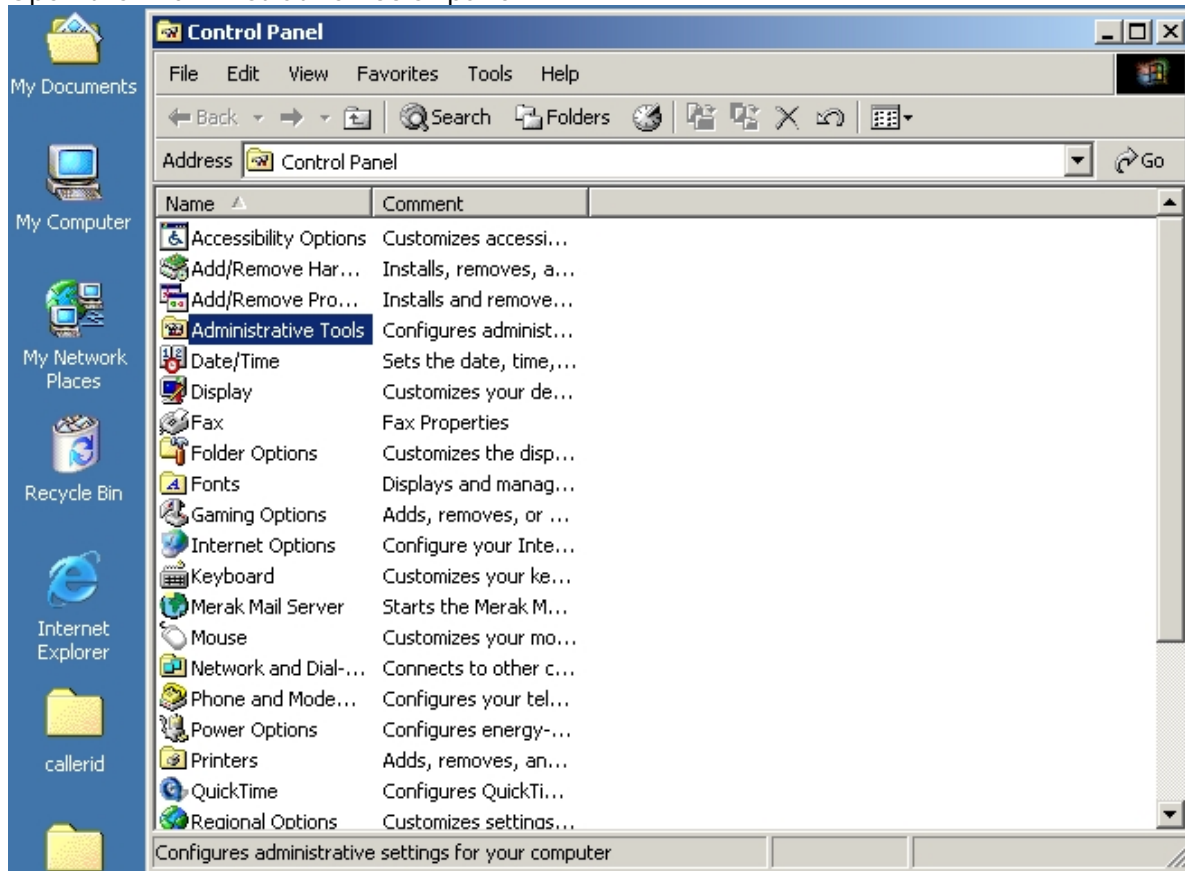 My Documents
My Computer
My Network
Places
Recycle Bin
Internet
Explorer
callerid
Control Panel
File Edit View Favorites Tools Help
Back Search Folders
Address Control Panel Go
Name Comment
Accessibility Options Customizes accessi...
Add/Remove Har... Installs, removes, a...
Add/Remove Pro... Installs and remove...
Administrative Tools Configures administ...
Date/Time Sets the date, time,...
Display Customizes your de...
Fax Fax Properties
Folder Options Customizes the disp...
Fonts Displays and manag...
Gaming Options Adds, removes, or ...
Internet Options Configure your Inte...
Keyboard Customizes your ke...
Merak Mail Server Starts the Merak M...
Mouse Customizes your mo...
Network and Dial-... Connects to other c...
Phone and Mode... Configures your tel...
Power Options Configures energy-...
Printers Adds, removes, an...
QuickTime Configures QuickTi...
Regional Options Customizes settings...
Configures administrative settings for your computer